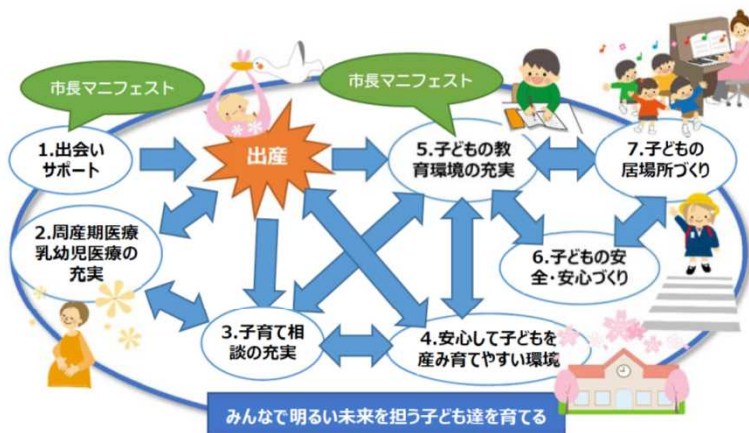 市長マニフェスト
市長マニフェスト
1.出会い
サポート
出産
5.子どもの教
育環境の充実
7.子どもの
居場所づくり
2.周産期医療
乳幼児医療の
充実
6.子どもの安
全・安心づくり
3.子育て相
談の充実
4.安心して子どもを
産み育てやすい環境
みんなで明るい未来を担う子ども達を育てる